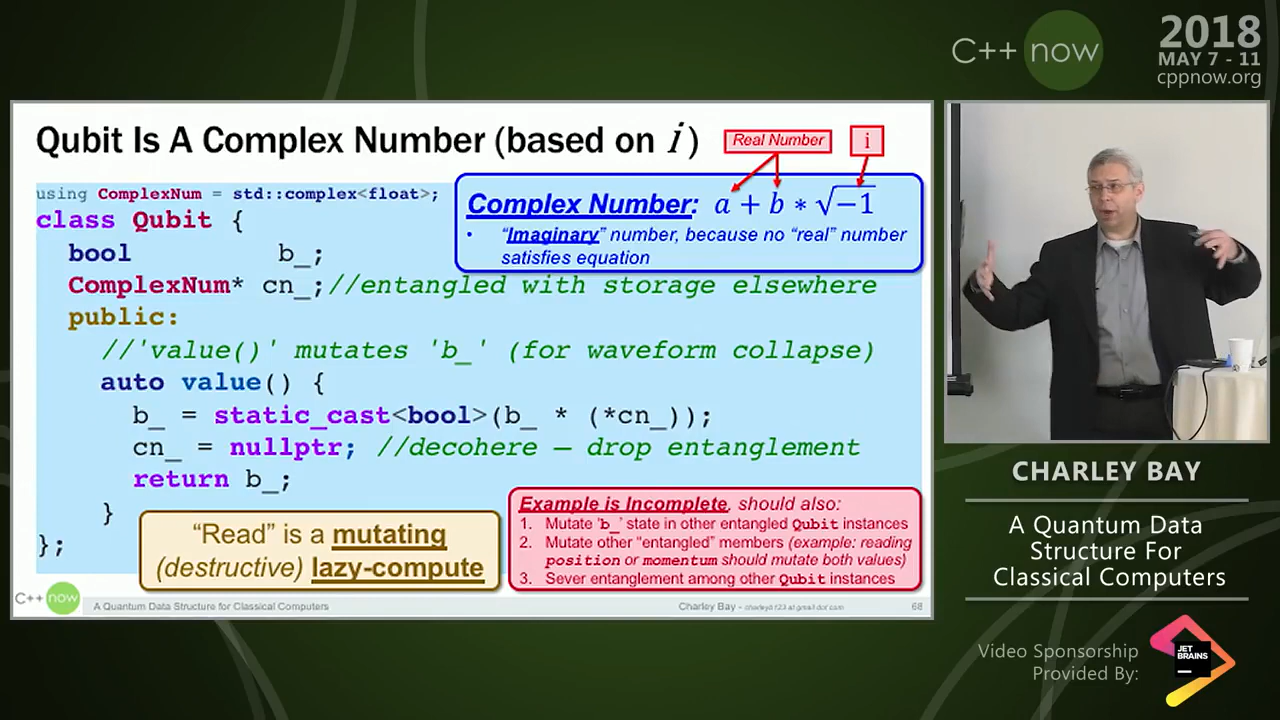 C++ now
2018
MAY 7 - 11
cppnow.org
Qubit Is A Complex Number (based on i )
Real Number
i
using ComplexNum = std::complex<float>;
class Qubit {
bool b_;
ComplexNum* cn_;//entangled with storage elsewhere
public:
//'value()' mutates 'b_' (for waveform collapse)
auto value() {
b_ = static_cast<bool>(b_ * (*cn_));
cn_ = nullptr; //decohere – drop entanglement
return b_;
}
};
Complex Number: a + b ∗ √−1
• “Imaginary” number, because no “real” number
satisfies equation
“Read” is a mutating
(destructive) lazy-compute
Example is Incomplete, should also:
1. Mutate ‘b_’ state in other entangled Qubit instances
2. Mutate other “entangled” members (example: reading
position or momentum should mutate both values)
3. Sever entanglement among other Qubit instances
C++ now
A Quantum Data Structure for Classical Computers
Charley Bay - charleyb123 at gmail dot com
68
CHARLEY BAY
A Quantum Data
Structure For
Classical Computers
Video Sponsorship
Provided By:
JET
BRAINS